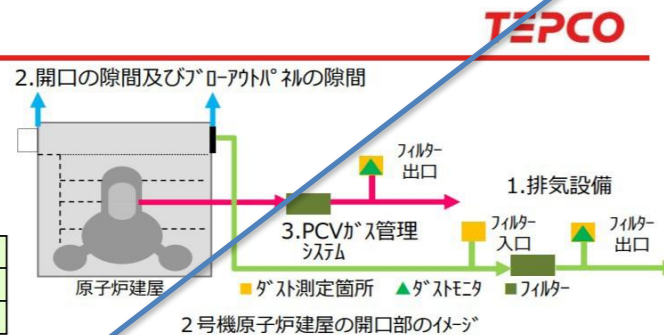 TEPCO
2.開口の隙間及びブローアウトパネルの隙間
フィルター
出口
1.排気設備
3.PCVガス管理
システム
フィルター
入口
フィルター
出口
原子炉建屋
ダスト測定箇所 ダストモニタ フィルター
2号機原子炉建屋の開口部のイメージ